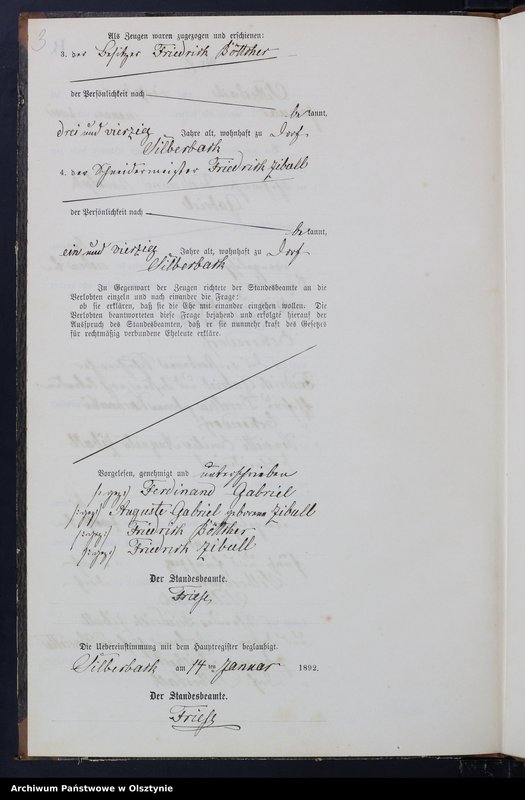 3
Als Zeugen waren zugezogen und erschienen:
3. der Besitzer Friedrich Böttcher
der Persönlichkeit nach
bekannt,
drei und vierzig Jahre alt, wohnhaft zu Dorf
Silberbach
4. der Schneidermeister Friedrich Zibull
der Persönlichkeit nach
bekannt,
ein und vierzig Jahre alt, wohnhaft zu Dorf
Silberbach
In Gegenwart der Zeugen richtete der Standesbeamte an die
Verlobten einzeln und nach einander die Frage:
ob sie erklären, daß sie die Ehe mit einander eingehen wollen. Die
Verlobten beantworteten diese Frage bejahend und erfolgte hierauf der
Ausspruch des Standesbeamten, daß er sie nunmehr kraft des Gesetzes
für rechtmäßig verbundene Eheleute erkläre.
Vorgelesen, genehmigt und unterschrieben
/:gez:/ Ferdinand Gabriel
/:gez:/ Auguste Gabriel geborene Zibull
/:gez:/ Friedrich Böttcher
/:gez:/ Friedrich Zibull
Der Standesbeamte.
Friese
Die Uebereinstimmung mit dem Hauptregister beglaubigt.
Silberbach am 14 ten Januar 1892.
Der Standesbeamte.
Friese
Archiwum Państwowe w Olsztynie